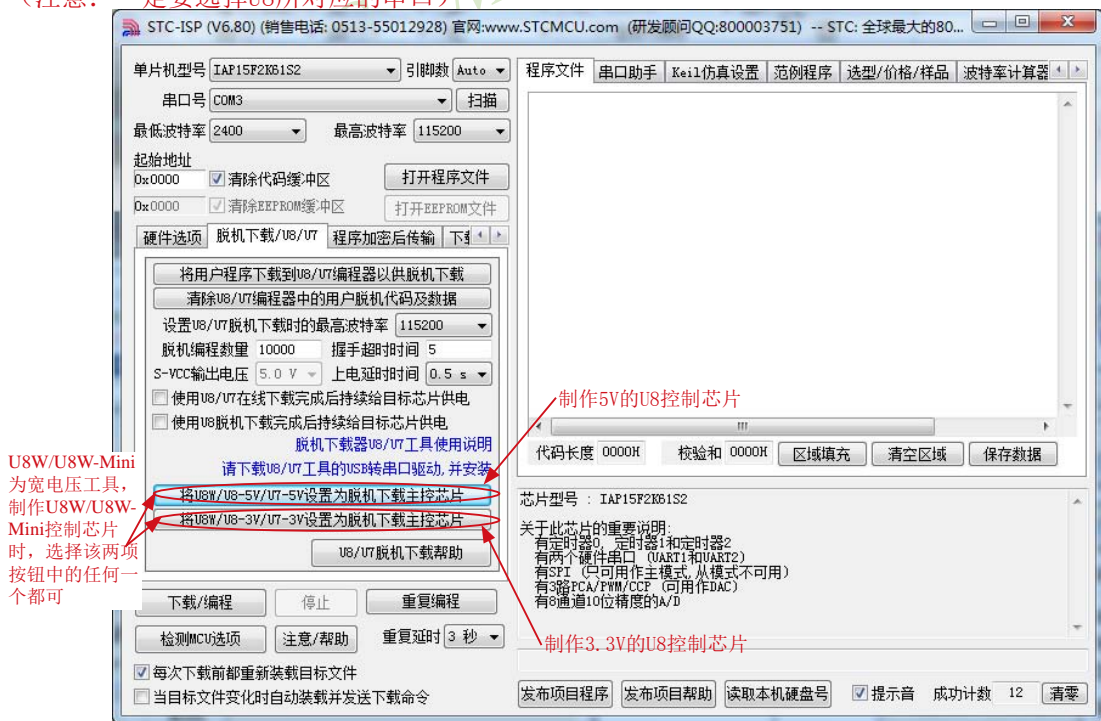 （注意：一定要选择U8所对应的串口）
STC-ISP (V6.80) (销售电话: 0513-55012928) 官网:www.STCMCU.com (研发顾问QQ:800003751) -- STC: 全球最大的80...
单片机型号 IAP15F2K61S2 引脚数 Auto
串口号 COM3 扫描
最低波特率 2400 最高波特率 115200
起始地址
0x0000 清除代码缓冲区 打开程序文件
0x0000 清除EEPROM缓冲区 打开EEPROM文件
硬件选项 脱机下载/U8/U7 程序加密后传输
将用户程序下载到U8/U7编程器以供脱机下载
清除U8/U7编程器中的用户脱机代码及数据
设置U8/U7脱机下载时的最高波特率 115200
脱机编程数量 10000 握手超时时间 5
S-VCC输出电压 5.0 V 上电延时时间 0.5 s
使用U8/U7在线下载完成后持续给目标芯片供电
使用U8脱机下载完成后持续给目标芯片供电
脱机下载器U8/U7工具使用说明
请下载U8/U7工具的USB转串口驱动,并安装
将U8W/U8-5V/U7-5V设置为脱机下载主控芯片
将U8W/U8-3V/U7-3V设置为脱机下载主控芯片
U8/U7脱机下载帮助
下载/编程 停止 重复编程
检测MCU选项 注意/帮助 重复延时 3 秒
每次下载前都重新装载目标文件
当目标文件变化时自动装载并发送下载命令
U8W/U8W-Mini
为宽电压工具，
制作U8W/U8W-
Mini控制芯片
时，选择该两项
按钮中的任何一
个都可
程序文件 串口助手 Keil仿真设置 范例程序 选型/价格/样品 波特率计算器
制作5V的U8控制芯片
代码长度 0000H 校验和 0000H 区域填充 清空区域 保存数据
芯片型号 : IAP15F2K61S2
关于此芯片的重要说明:
有定时器0, 定时器1和定时器2
有两个硬件串口 (UART1和UART2)
有SPI (只可用作主模式,从模式不可用)
有3路PCA/PWM/CCP (可用作DAC)
有8通道10位精度的A/D
制作3.3V的U8控制芯片
发布项目程序 发布项目帮助 读取本机硬盘号 提示音 成功计数 12 清零